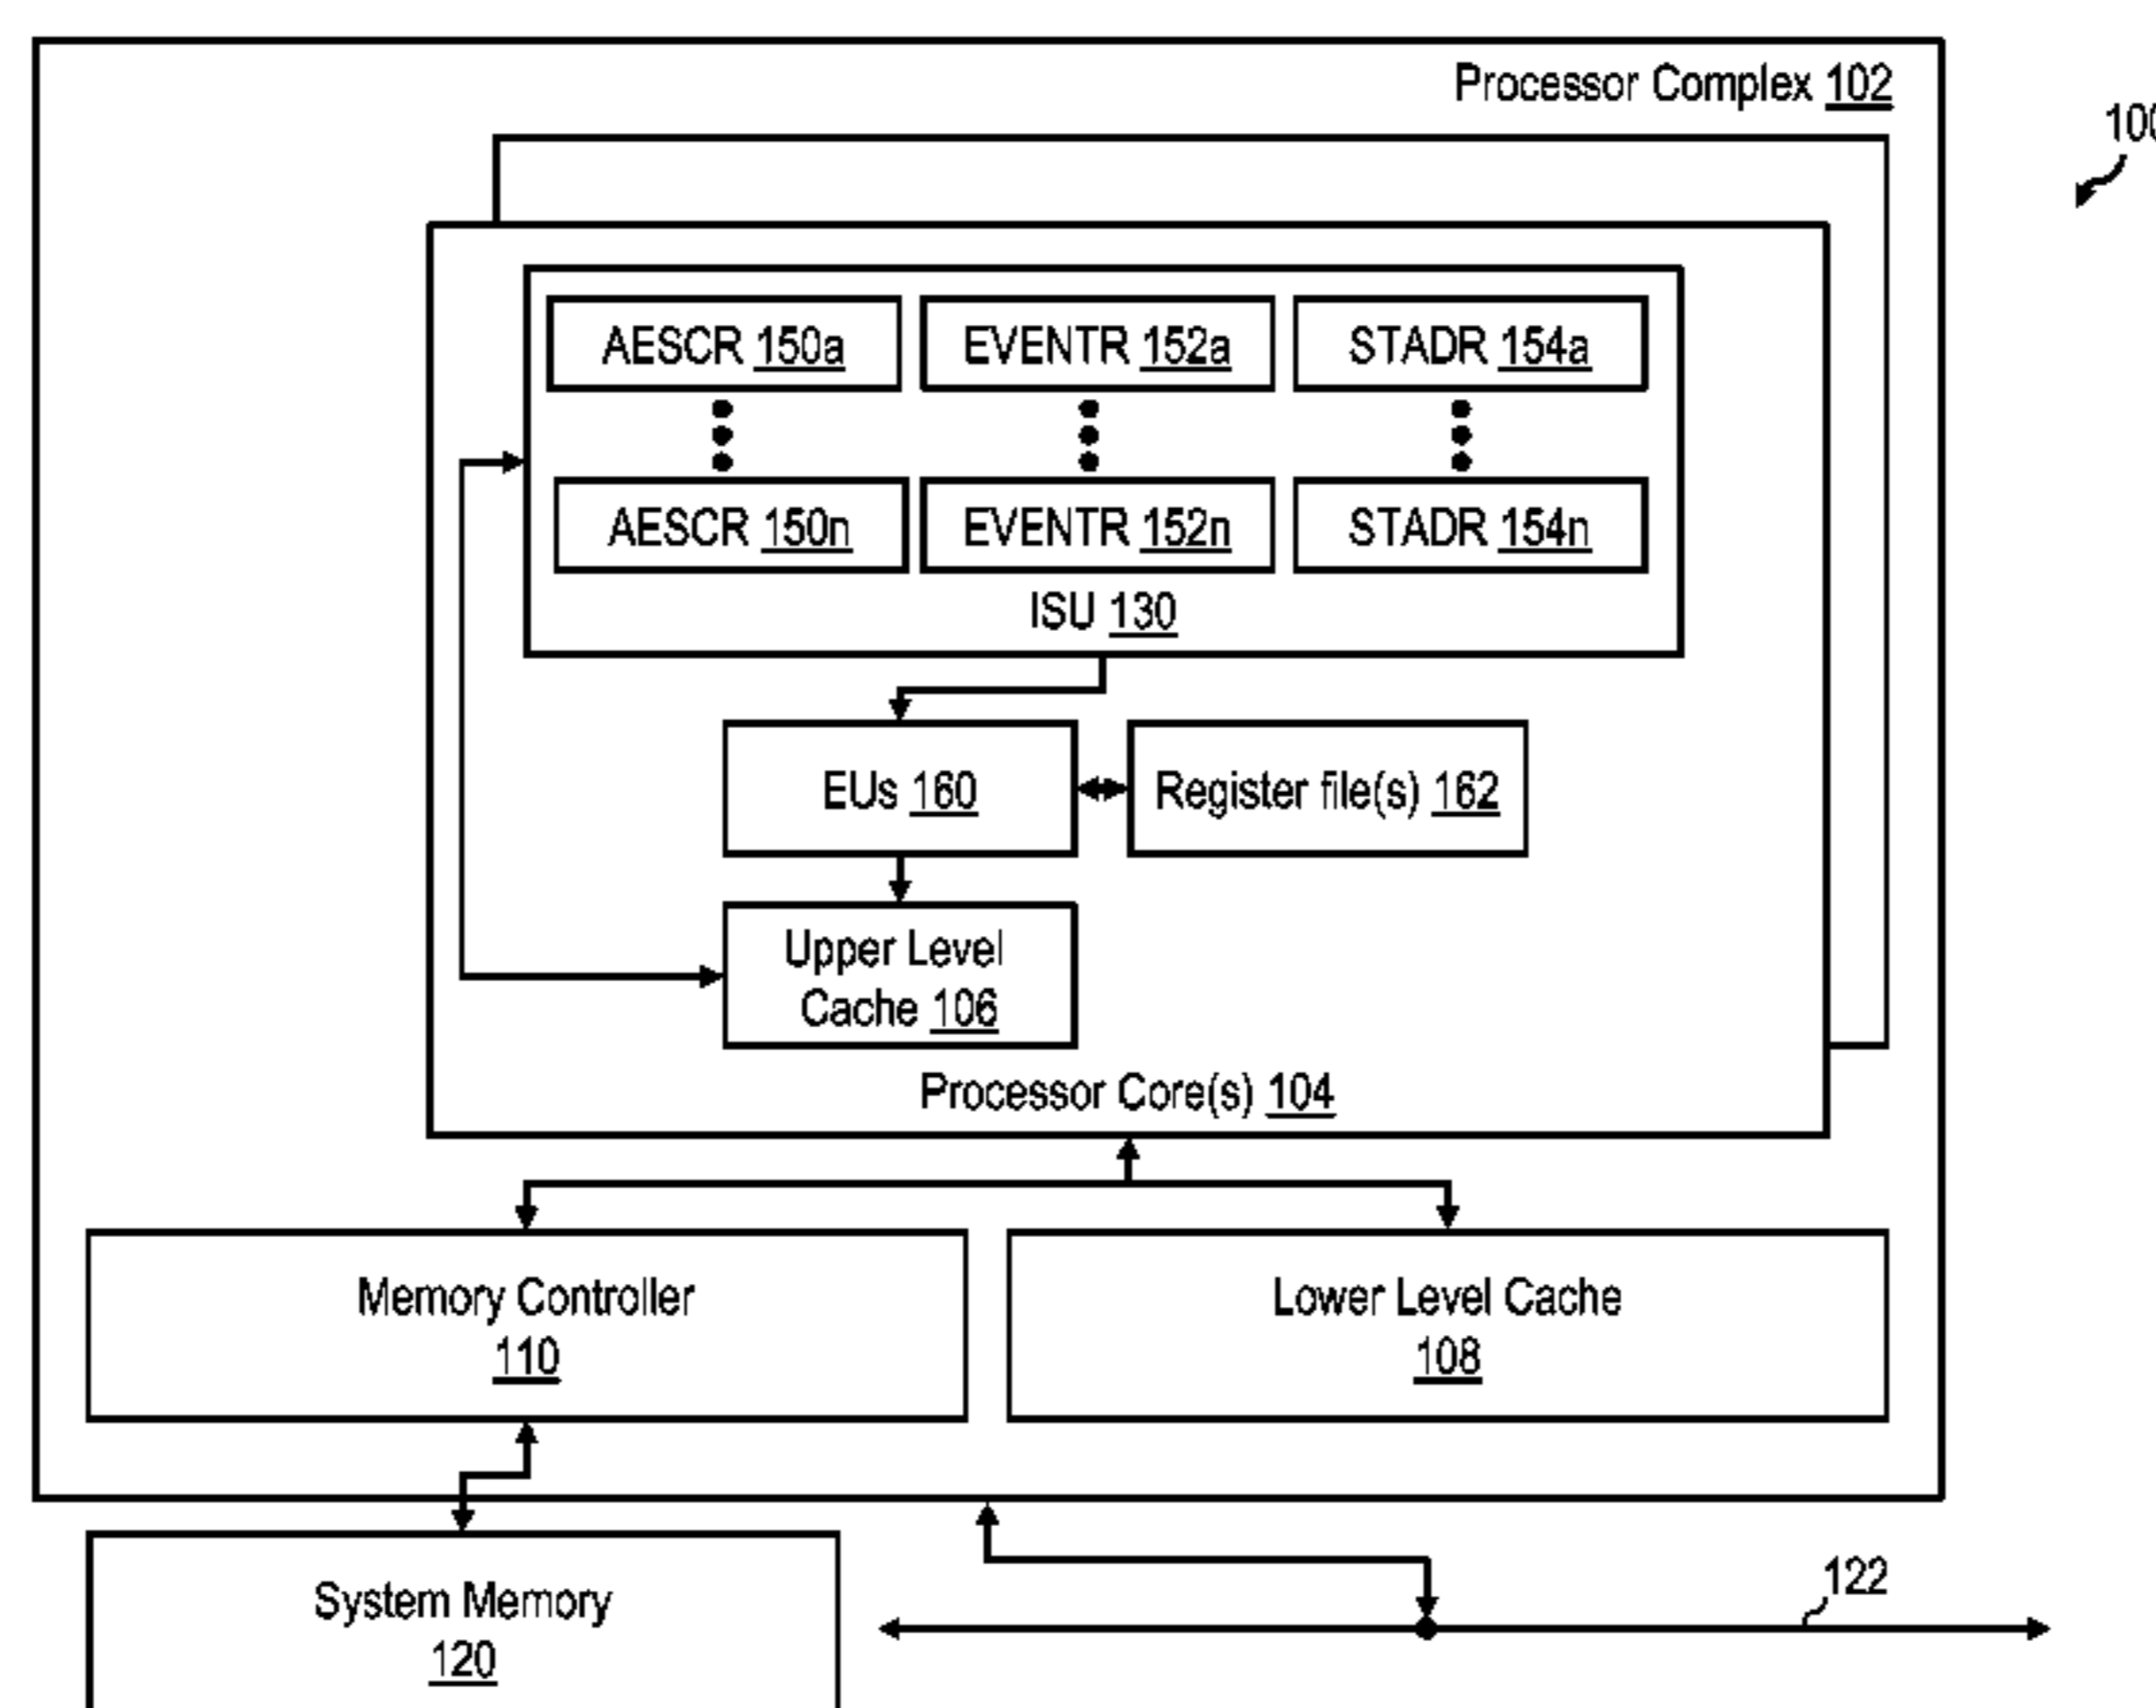 Processor Complex 102
100
AESCR 150a
EVENTR 152a
STADR 154a
AESCR 150n
EVENTR 152n
STADR 154n
ISU 130
EUs 160
Register file(s) 162
Upper Level
Cache 106
Processor Core(s) 104
Memory Controller
110
Lower Level Cache
108
System Memory
120
122